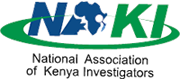 NAKI
National Association
of Kenya Investigators